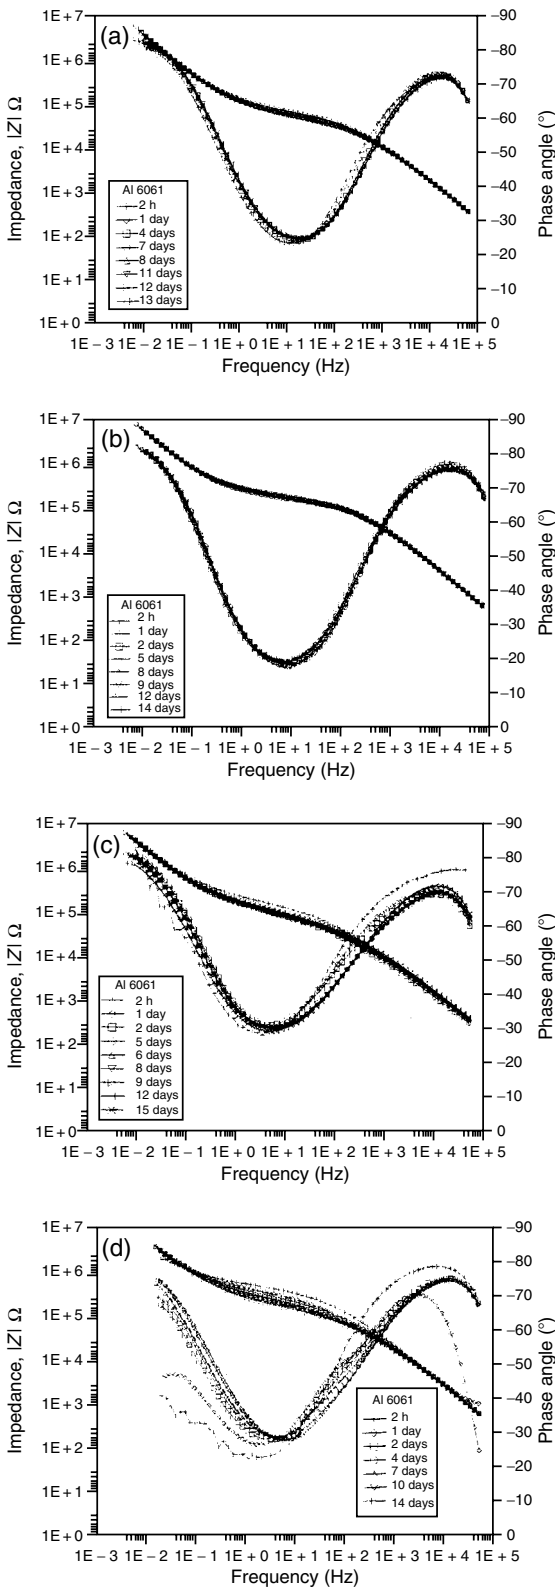 (a)
Impedance, |Z| Ω
Phase angle (°)
1E + 7
1E + 6
1E + 5
1E + 4
1E + 3
1E + 2
1E + 1
1E + 0
−90
−80
−70
−60
−50
−40
−30
−20
−10
0
Al 6061
2 h
1 day
4 days
7 days
8 days
11 days
12 days
13 days
1E − 3 1E − 2 1E − 1 1E + 0 1E + 1 1E + 2 1E + 3 1E + 4 1E + 5
Frequency (Hz)
(b)
Impedance, |Z| Ω
Phase angle (°)
1E + 7
1E + 6
1E + 5
1E + 4
1E + 3
1E + 2
1E + 1
1E + 0
−90
−80
−70
−60
−50
−40
−30
−20
−10
0
Al 6061
2 h
1 day
2 days
5 days
8 days
9 days
12 days
14 days
1E − 3 1E − 2 1E − 1 1E + 0 1E + 1 1E + 2 1E + 3 1E + 4 1E + 5
Frequency (Hz)
(c)
Impedance, |Z| Ω
Phase angle (°)
1E + 7
1E + 6
1E + 5
1E + 4
1E + 3
1E + 2
1E + 1
1E + 0
−90
−80
−70
−60
−50
−40
−30
−20
−10
0
Al 6061
2 h
1 day
2 days
5 days
6 days
8 days
9 days
12 days
15 days
1E − 3 1E − 2 1E − 1 1E + 0 1E + 1 1E + 2 1E + 3 1E + 4 1E + 5
Frequency (Hz)
(d)
Impedance, |Z| Ω
Phase angle (°)
1E + 7
1E + 6
1E + 5
1E + 4
1E + 3
1E + 2
1E + 1
1E + 0
−90
−80
−70
−60
−50
−40
−30
−20
−10
0
Al 6061
2 h
1 day
2 days
4 days
7 days
10 days
14 days
1E − 3 1E − 2 1E − 1 1E + 0 1E + 1 1E + 2 1E + 3 1E + 4 1E + 5
Frequency (Hz)